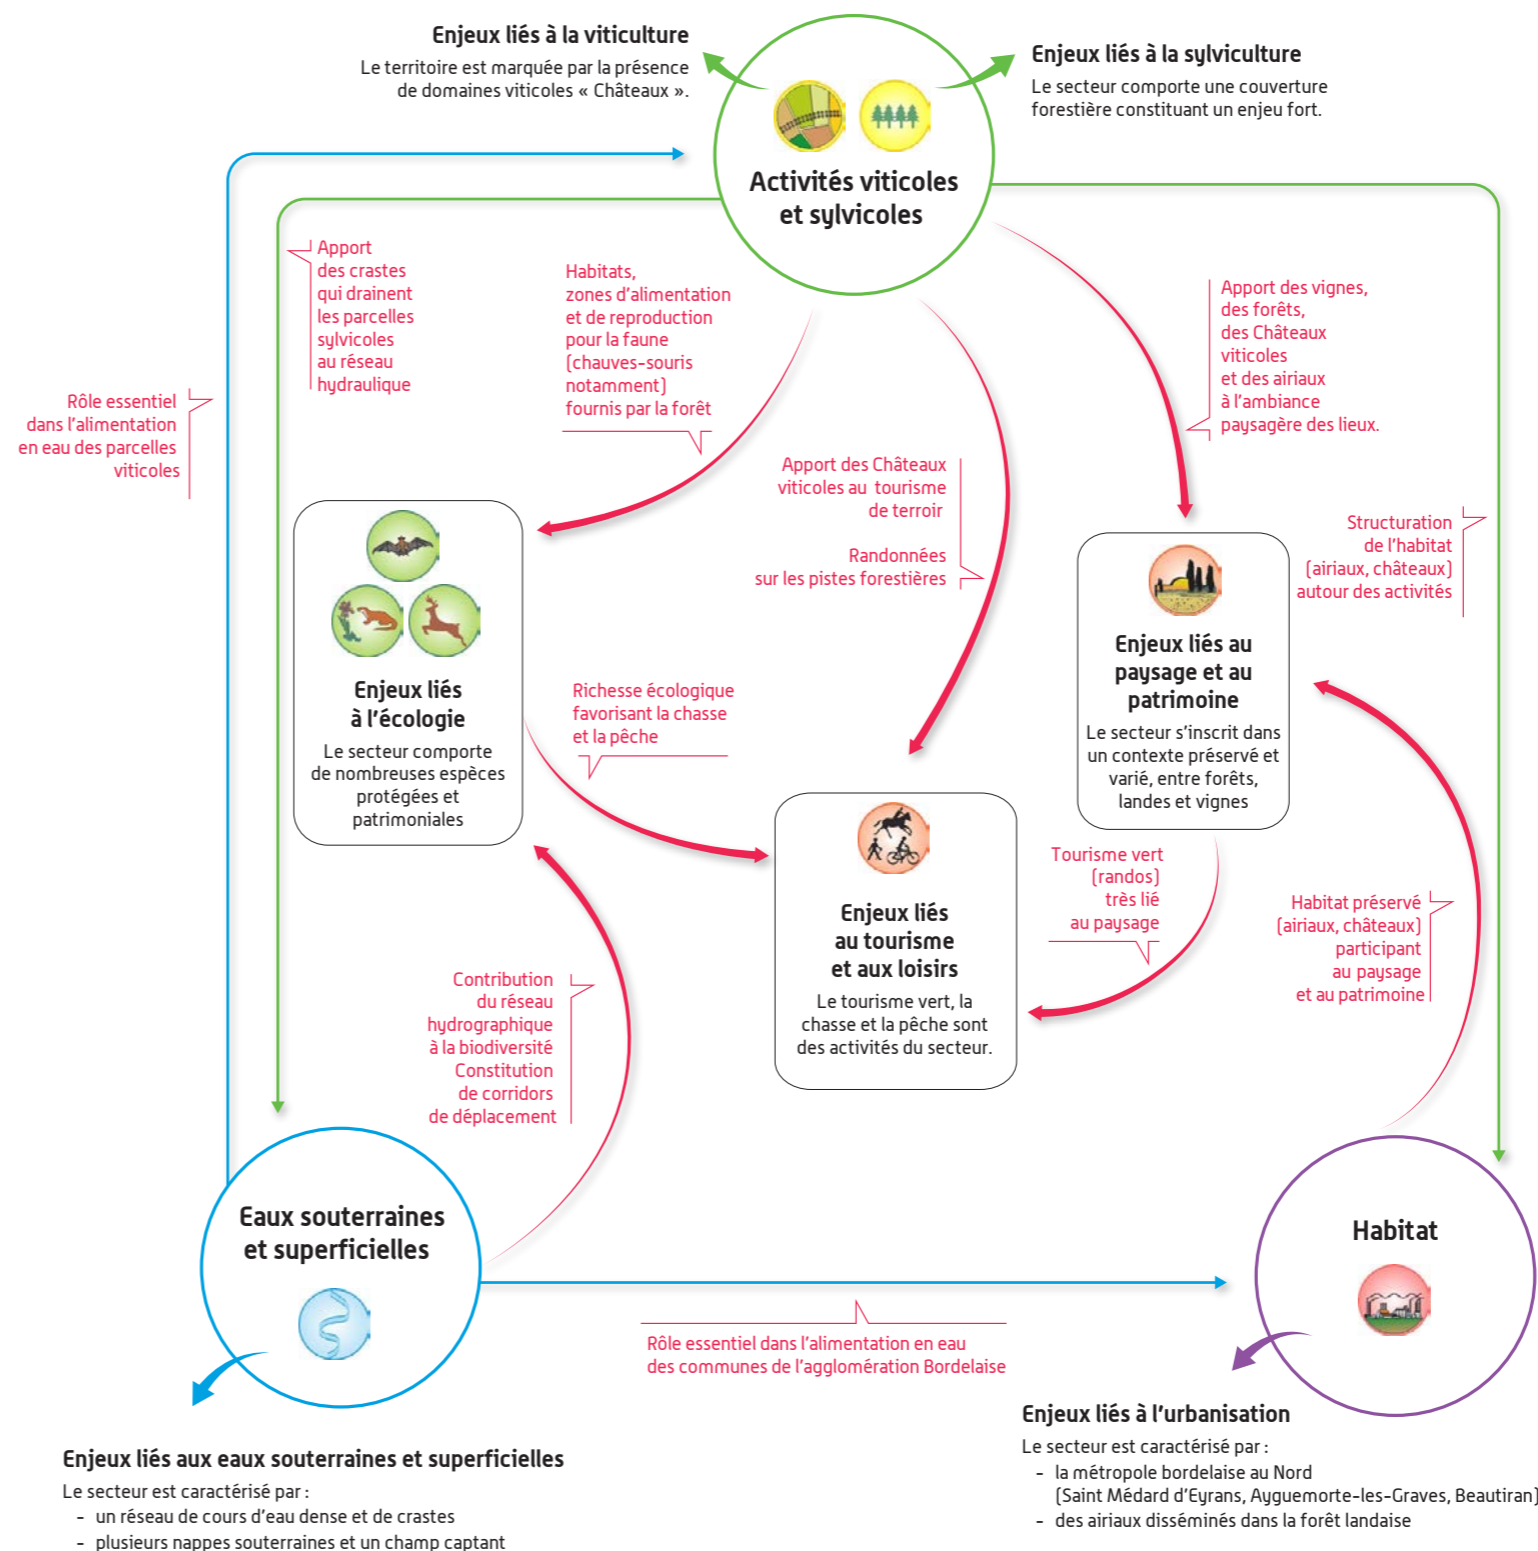 Enjeux liés à la viticulture
Le territoire est marquée par la présence
de domaines viticoles « Châteaux ».
Enjeux liés à la sylviculture
Le secteur comporte une couverture
forestière constituant un enjeu fort.
Activités viticoles
et sylvicoles
Apport
des crastes
qui drainent
les parcelles
sylvicoles
au réseau
hydraulique
Habitats,
zones d'alimentation
et de reproduction
pour la faune
(chauves-souris
notamment)
fournis par la forêt
Apport des vignes,
des forêts,
des Châteaux
viticoles
et des airiaux
à l'ambiance
paysagère des lieux.
Rôle essentiel
dans l'alimentation
en eau des parcelles
viticoles
Apport des Châteaux
viticoles au tourisme
de terroir
Randonnées
sur les pistes forestières
Structuration
de l'habitat
(airiaux, châteaux)
autour des activités
Enjeux liés
à l'écologie
Le secteur comporte
de nombreuses espèces
protégées et
patrimoniales
Richesse écologique
favorisant la chasse
et la pêche
Enjeux liés au
paysage et au
patrimoine
Le secteur s'inscrit dans
un contexte préservé et
varié, entre forêts,
landes et vignes
Enjeux liés
au tourisme
et aux loisirs
Le tourisme vert, la
chasse et la pêche sont
des activités du secteur.
Tourisme vert
(randos)
très lié
au paysage
Habitat préservé
(airiaux, châteaux)
participant
au paysage
et au patrimoine
Contribution
du réseau
hydrographique
à la biodiversité
Constitution
de corridors
de déplacement
Eaux souterraines
et superficielles
Habitat
Rôle essentiel dans l'alimentation en eau
des communes de l'agglomération Bordelaise
Enjeux liés aux eaux souterraines et superficielles
Le secteur est caractérisé par :
- un réseau de cours d'eau dense et de crastes
- plusieurs nappes souterraines et un champ captant
Enjeux liés à l'urbanisation
Le secteur est caractérisé par :
- la métropole bordelaise au Nord
(Saint Médard d'Eyrans, Ayguemorte-les-Graves, Beautiran)
- des airiaux disséminés dans la forêt landaise